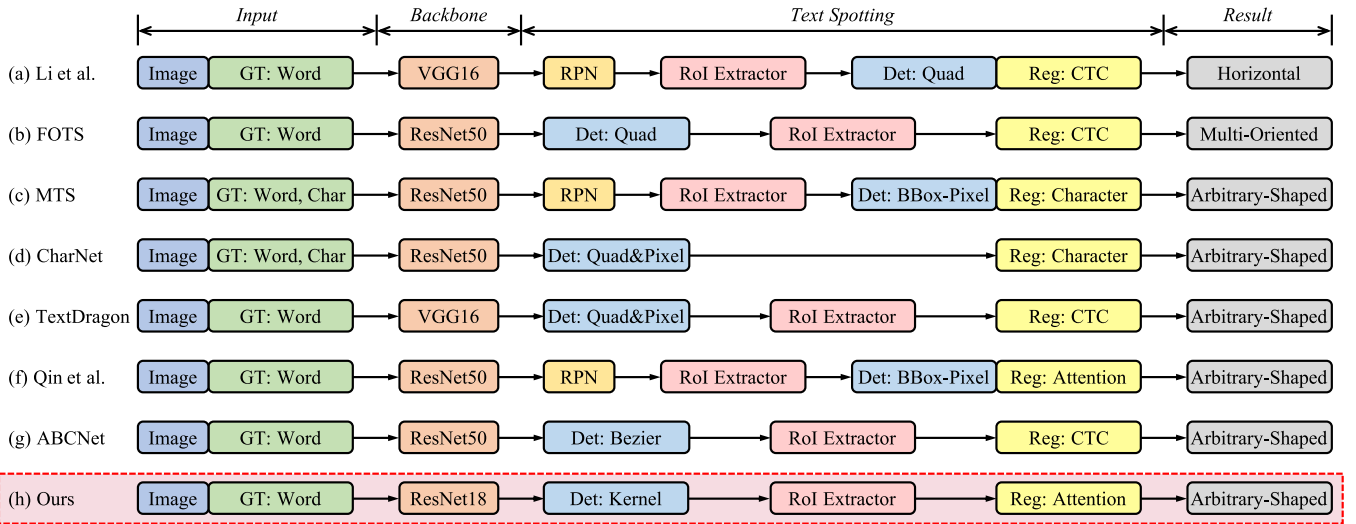 Input Backbone Text Spotting Result
(a) Li et al. Image GT: Word VGG16 RPN RoI Extractor Det: Quad Reg: CTC Horizontal
(b) FOTS Image GT: Word ResNet50 Det: Quad RoI Extractor Reg: CTC Multi-Oriented
(c) MTS Image GT: Word, Char ResNet50 RPN RoI Extractor Det: BBox-Pixel Reg: Character Arbitrary-Shaped
(d) CharNet Image GT: Word, Char ResNet50 Det: Quad&Pixel Reg: Character Arbitrary-Shaped
(e) TextDragon Image GT: Word VGG16 Det: Quad&Pixel RoI Extractor Reg: CTC Arbitrary-Shaped
(f) Qin et al. Image GT: Word ResNet50 RPN RoI Extractor Det: BBox-Pixel Reg: Attention Arbitrary-Shaped
(g) ABCNet Image GT: Word ResNet50 Det: Bezier RoI Extractor Reg: CTC Arbitrary-Shaped
(h) Ours Image GT: Word ResNet18 Det: Kernel RoI Extractor Reg: Attention Arbitrary-Shaped